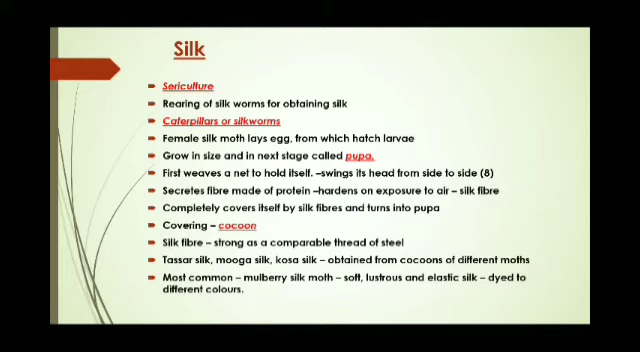 Silk
Sericulture
Rearing of silk worms for obtaining silk
Caterpillars or silkworms
Female silk moth lays egg, from which hatch larvae
Grow in size and in next stage called pupa.
First weaves a net to hold itself. –swings its head from side to side (8)
Secretes fibre made of protein –hardens on exposure to air – silk fibre
Completely covers itself by silk fibres and turns into pupa
Covering – cocoon
Silk fibre – strong as a comparable thread of steel
Tassar silk, mooga silk, kosa silk – obtained from cocoons of different moths
Most common – mulberry silk moth – soft, lustrous and elastic silk – dyed to
different colours.